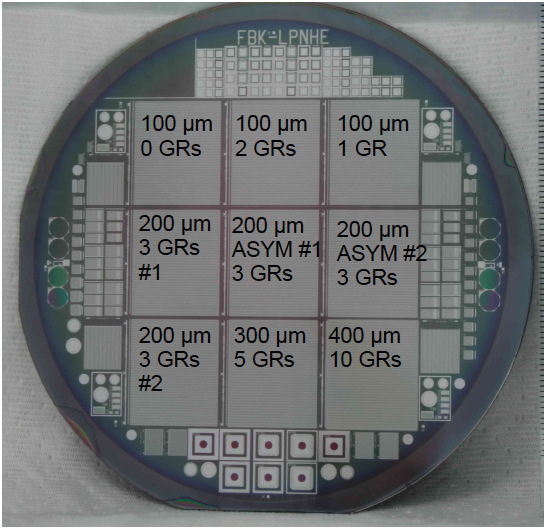 FBK-LPNHE
100 µm
0 GRs
100 µm
2 GRs
100 µm
1 GR
200 µm
3 GRs
#1
200 µm
ASYM #1
3 GRs
200 µm
ASYM #2
3 GRs
200 µm
3 GRs
#2
300 µm
5 GRs
400 µm
10 GRs